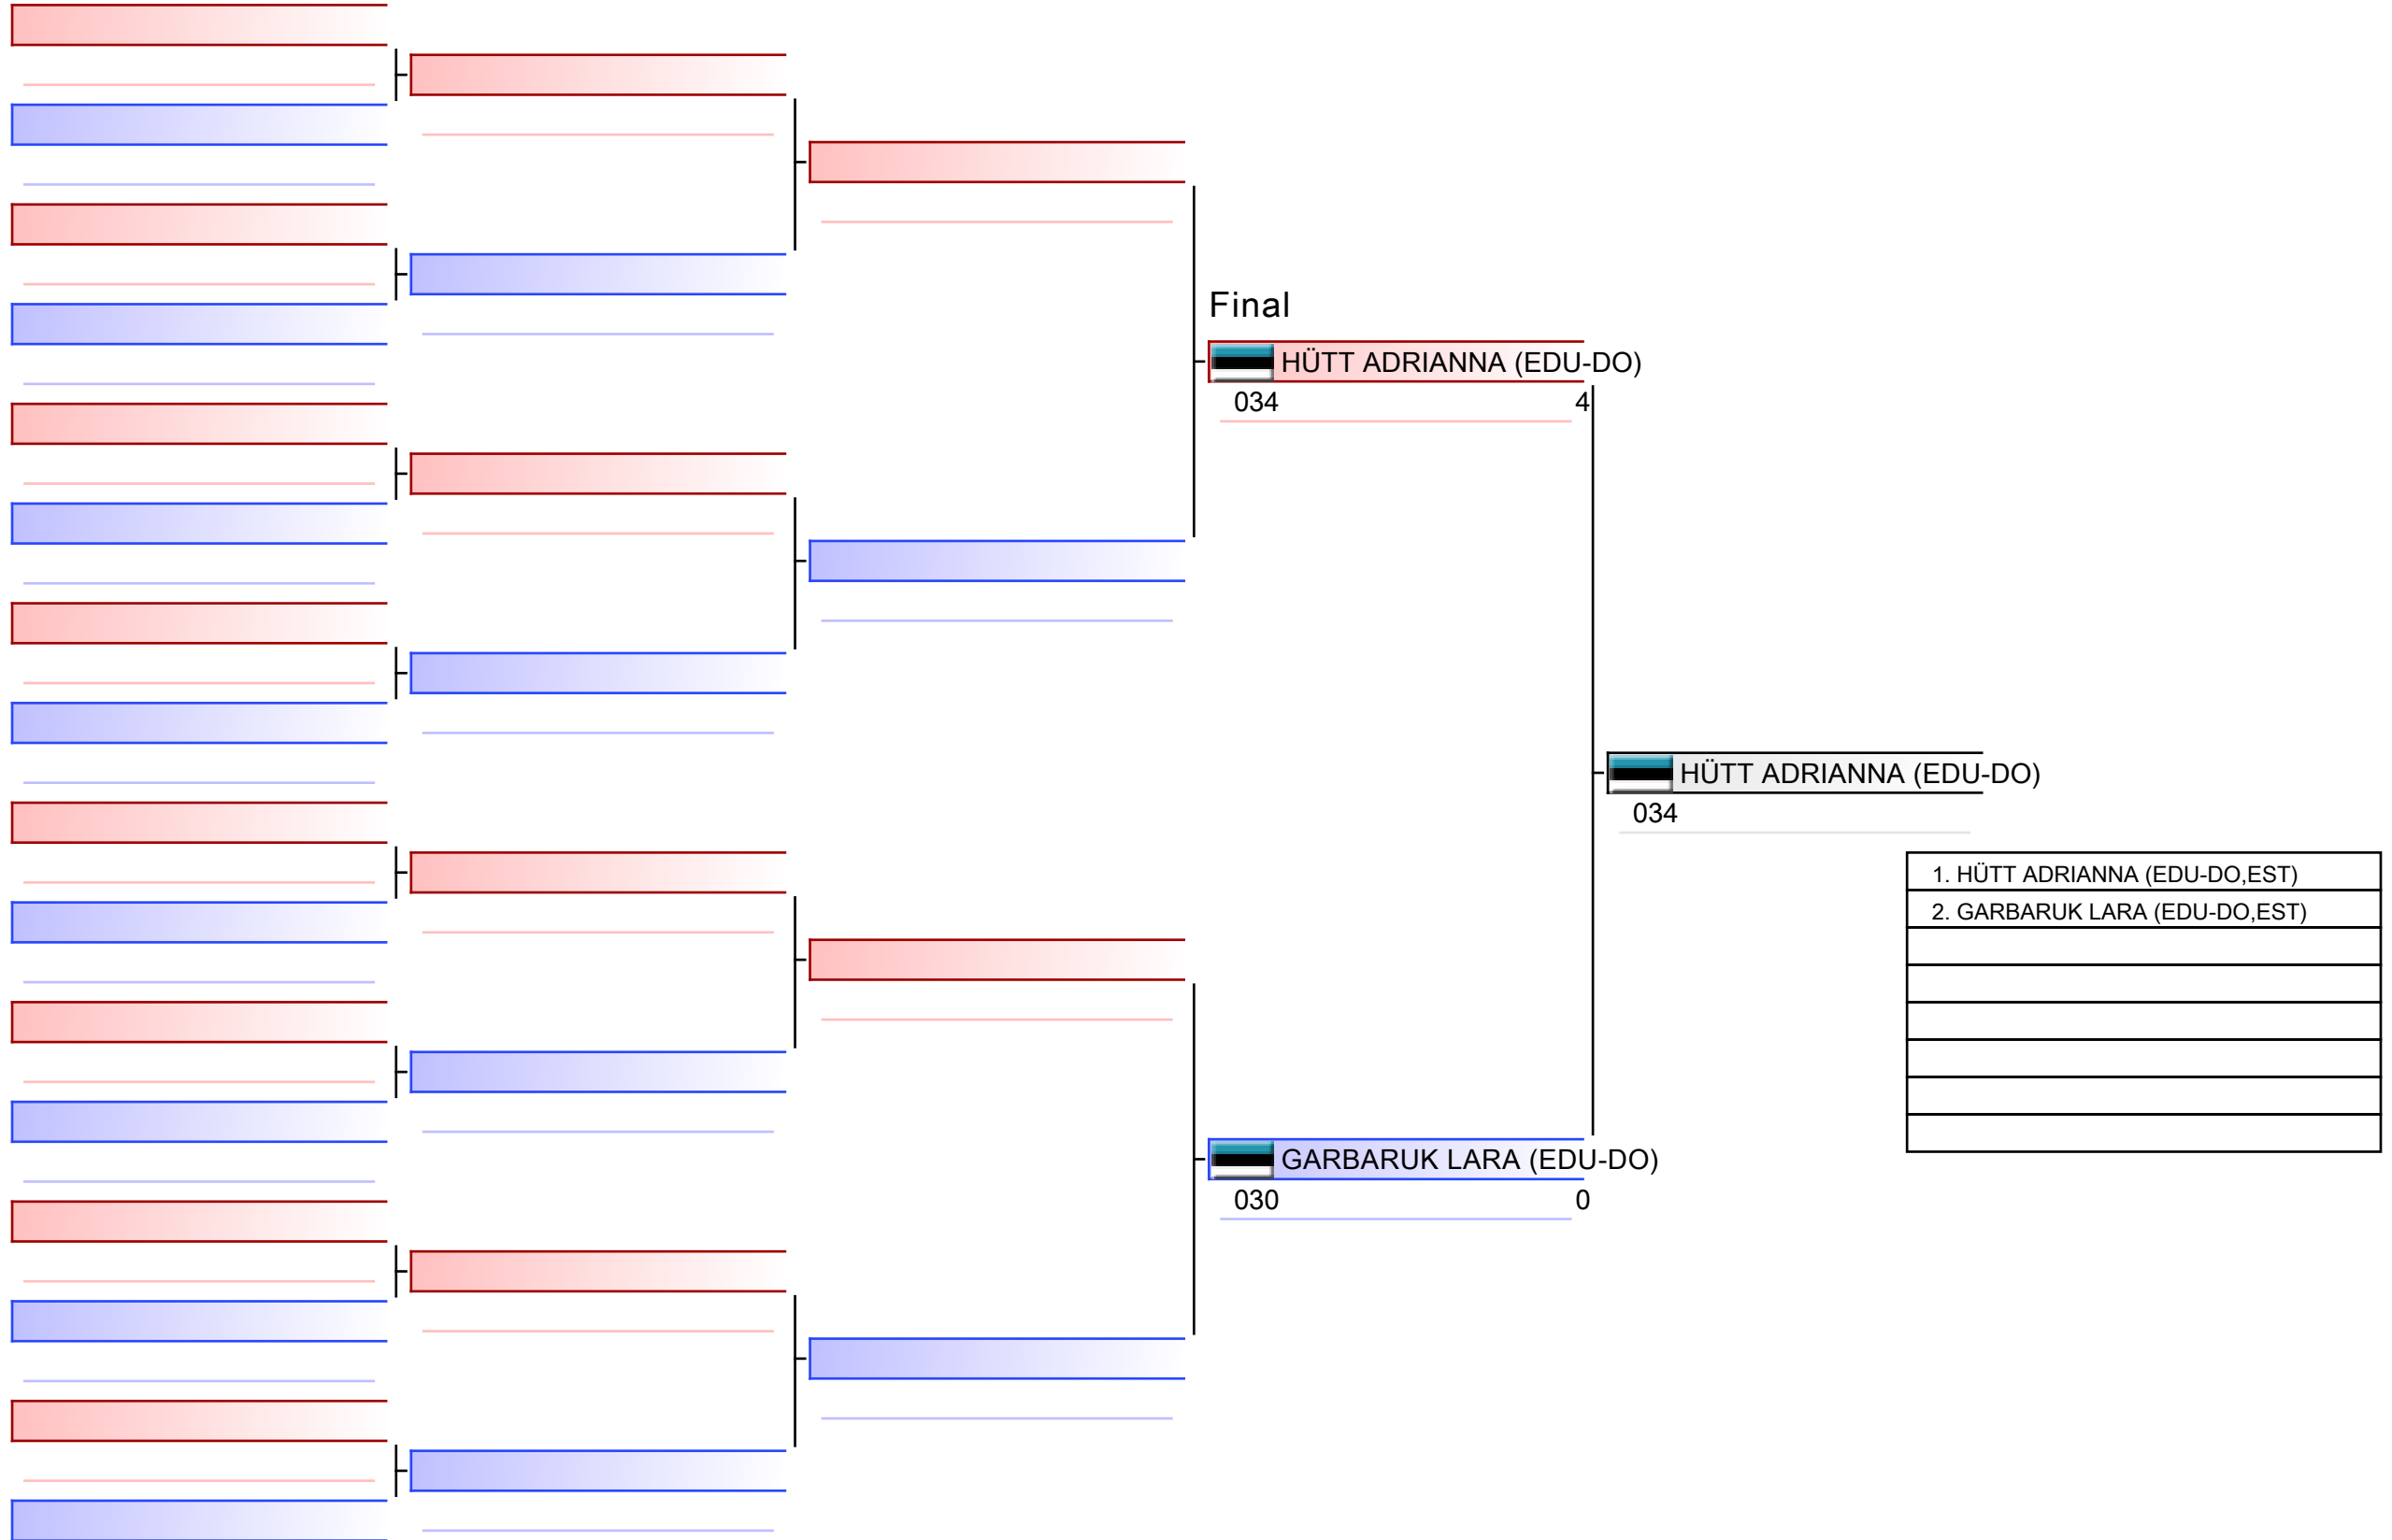 Final
HÜTT ADRIANNA (EDU-DO)
034 4
HÜTT ADRIANNA (EDU-DO)
034
1. HÜTT ADRIANNA (EDU-DO,EST)
2. GARBARUK LARA (EDU-DO,EST)
GARBARUK LARA (EDU-DO)
030 0